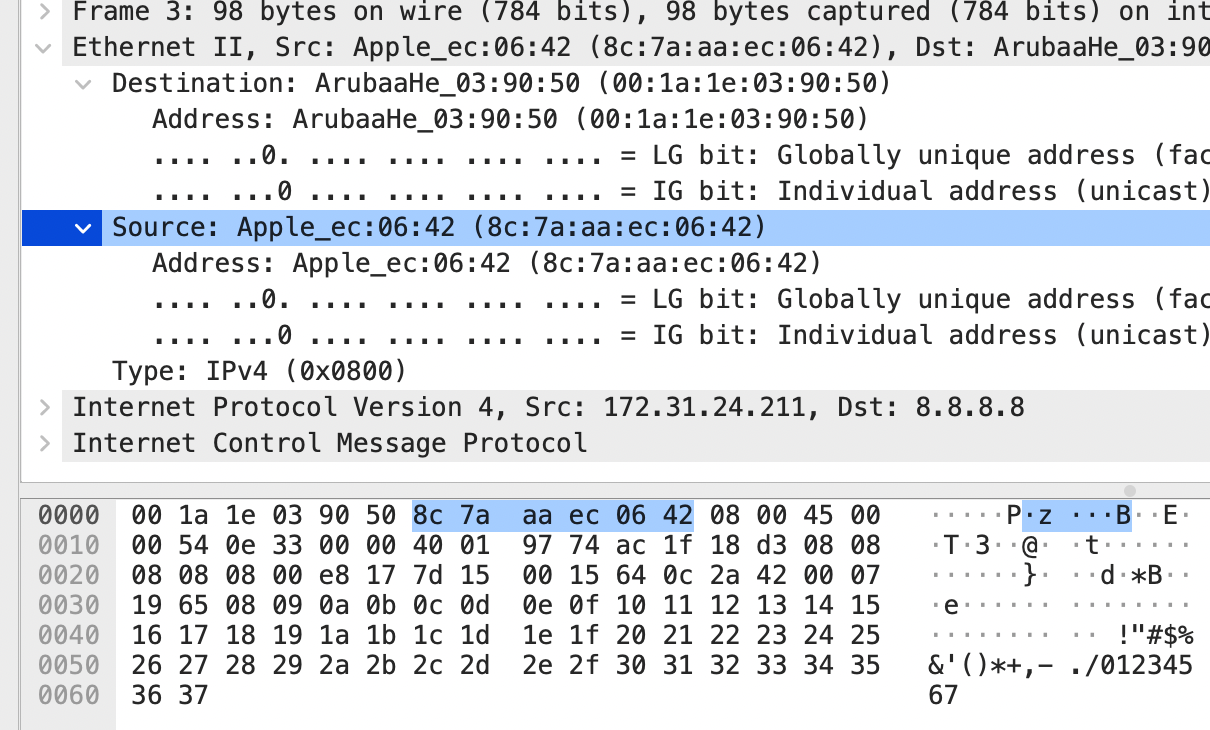 Frame 3: 98 bytes on wire (784 bits), 98 bytes captured (784 bits) on int
Ethernet II, Src: Apple_ec:06:42 (8c:7a:aa:ec:06:42), Dst: ArubaaHe_03:90
Destination: ArubaaHe_03:90:50 (00:1a:1e:03:90:50)
Address: ArubaaHe_03:90:50 (00:1a:1e:03:90:50)
.... ..0. .... .... .... .... = LG bit: Globally unique address (fac
.... ...0 .... .... .... .... = IG bit: Individual address (unicast)
Source: Apple_ec:06:42 (8c:7a:aa:ec:06:42)
Address: Apple_ec:06:42 (8c:7a:aa:ec:06:42)
.... ..0. .... .... .... .... = LG bit: Globally unique address (fac
.... ...0 .... .... .... .... = IG bit: Individual address (unicast)
Type: IPv4 (0x0800)
Internet Protocol Version 4, Src: 172.31.24.211, Dst: 8.8.8.8
Internet Control Message Protocol
0000 00 1a 1e 03 90 50 8c 7a aa ec 06 42 08 00 45 00 ·····P·z ···B··E·
0010 00 54 0e 33 00 00 40 01 97 74 ac 1f 18 d3 08 08 ·T·3··@· ·t······
0020 08 08 08 00 e8 17 7d 15 00 15 64 0c 2a 42 00 07 ······}· ··d·*B··
0030 19 65 08 09 0a 0b 0c 0d 0e 0f 10 11 12 13 14 15 ·e······ ········
0040 16 17 18 19 1a 1b 1c 1d 1e 1f 20 21 22 23 24 25 ········ ·· !"#$%
0050 26 27 28 29 2a 2b 2c 2d 2e 2f 30 31 32 33 34 35 &'()*+,- ./012345
0060 36 37 67